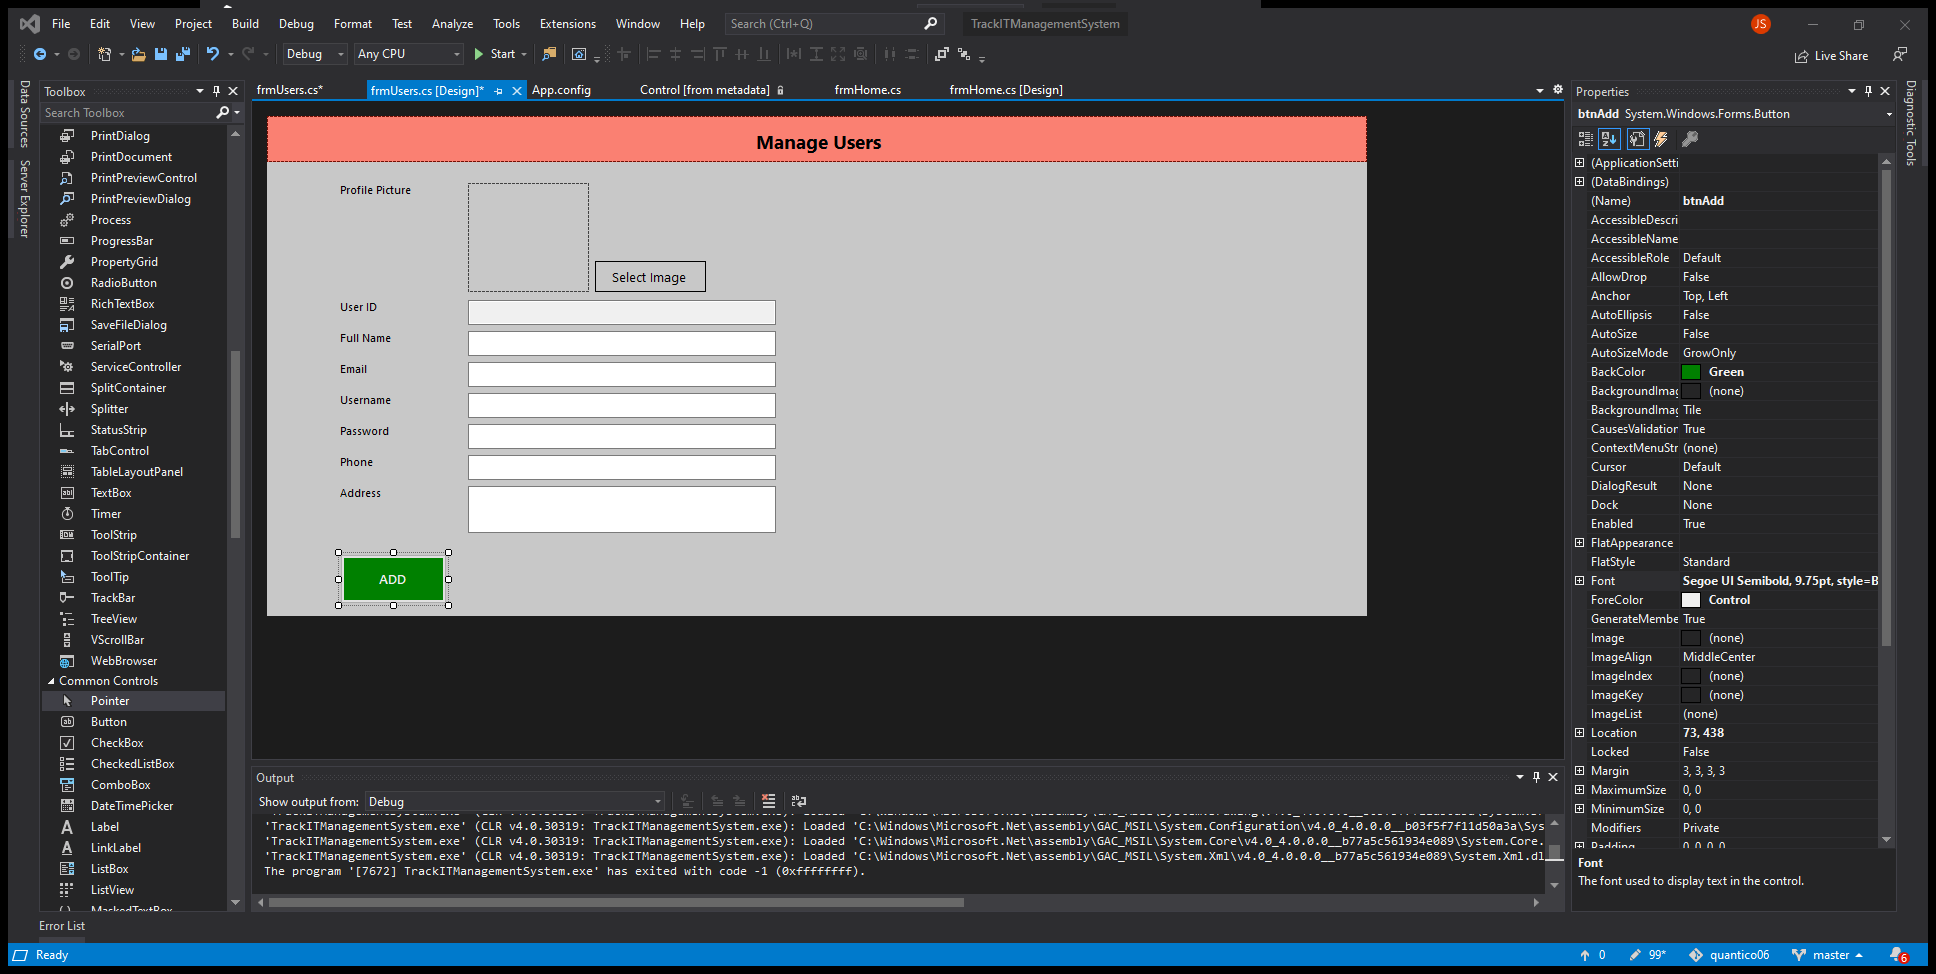 File Edit View Project Build Debug Format Test Analyze Tools Extensions Window Help Search (Ctrl+Q) TrackITManagementSystem JS
Debug Any CPU Start Live Share
Data Sources
Server Explorer
Toolbox
Search Toolbox
PrintDialog
PrintDocument
PrintPreviewControl
PrintPreviewDialog
Process
ProgressBar
PropertyGrid
RadioButton
RichTextBox
SaveFileDialog
SerialPort
ServiceController
SplitContainer
Splitter
StatusStrip
TabControl
TableLayoutPanel
TextBox
Timer
ToolStrip
ToolStripContainer
ToolTip
TrackBar
TreeView
VScrollBar
WebBrowser
Common Controls
Pointer
Button
CheckBox
CheckedListBox
ComboBox
DateTimePicker
Label
LinkLabel
ListBox
ListView
MaskedTextBox
frmUsers.cs* frmUsers.cs [Design]* App.config Control [from metadata] frmHome.cs frmHome.cs [Design]
Manage Users
Profile Picture
Select Image
User ID
Full Name
Email
Username
Password
Phone
Address
ADD
Output
Show output from: Debug
'TrackITManagementSystem.exe' (CLR v4.0.30319: TrackITManagementSystem.exe): Loaded 'C:\Windows\Microsoft.Net\assembly\GAC_MSIL\System.Configuration\v4.0_4.0.0.0__b03f5f7f11d50a3a\Sys
'TrackITManagementSystem.exe' (CLR v4.0.30319: TrackITManagementSystem.exe): Loaded 'C:\Windows\Microsoft.Net\assembly\GAC_MSIL\System.Core\v4.0_4.0.0.0__b77a5c561934e089\System.Core.
'TrackITManagementSystem.exe' (CLR v4.0.30319: TrackITManagementSystem.exe): Loaded 'C:\Windows\Microsoft.Net\assembly\GAC_MSIL\System.Xml\v4.0_4.0.0.0__b77a5c561934e089\System.Xml.dl
The program '[7672] TrackITManagementSystem.exe' has exited with code -1 (0xffffffff).
Properties
btnAdd System.Windows.Forms.Button
(ApplicationSetti
(DataBindings)
(Name) btnAdd
AccessibleDescri
AccessibleName
AccessibleRole Default
AllowDrop False
Anchor Top, Left
AutoEllipsis False
AutoSize False
AutoSizeMode GrowOnly
BackColor Green
BackgroundImag (none)
BackgroundImag Tile
CausesValidation True
ContextMenuStr (none)
Cursor Default
DialogResult None
Dock None
Enabled True
FlatAppearance
FlatStyle Standard
Font Segoe UI Semibold, 9.75pt, style=B
ForeColor Control
GenerateMembe True
Image (none)
ImageAlign MiddleCenter
ImageIndex (none)
ImageKey (none)
ImageList (none)
Location 73, 438
Locked False
Margin 3, 3, 3, 3
MaximumSize 0, 0
MinimumSize 0, 0
Modifiers Private
Padding 0, 0, 0, 0
Font
The font used to display text in the control.
Diagnostic Tools
Error List
Ready 0 99* quantico06 master 6